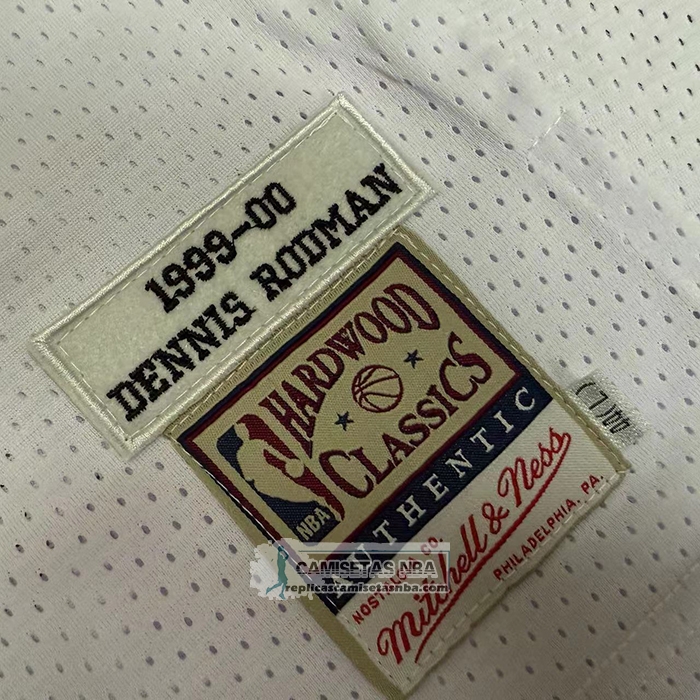 1999-00
DENNIS RODMAN
HARDWOOD
CLASSICS
NBA
AUTHENTIC
NOSTALGIA CO.
Mitchell & Ness
PHILADELPHIA, PA.
CAMISETAS NBA
replicascamisetasnba.com